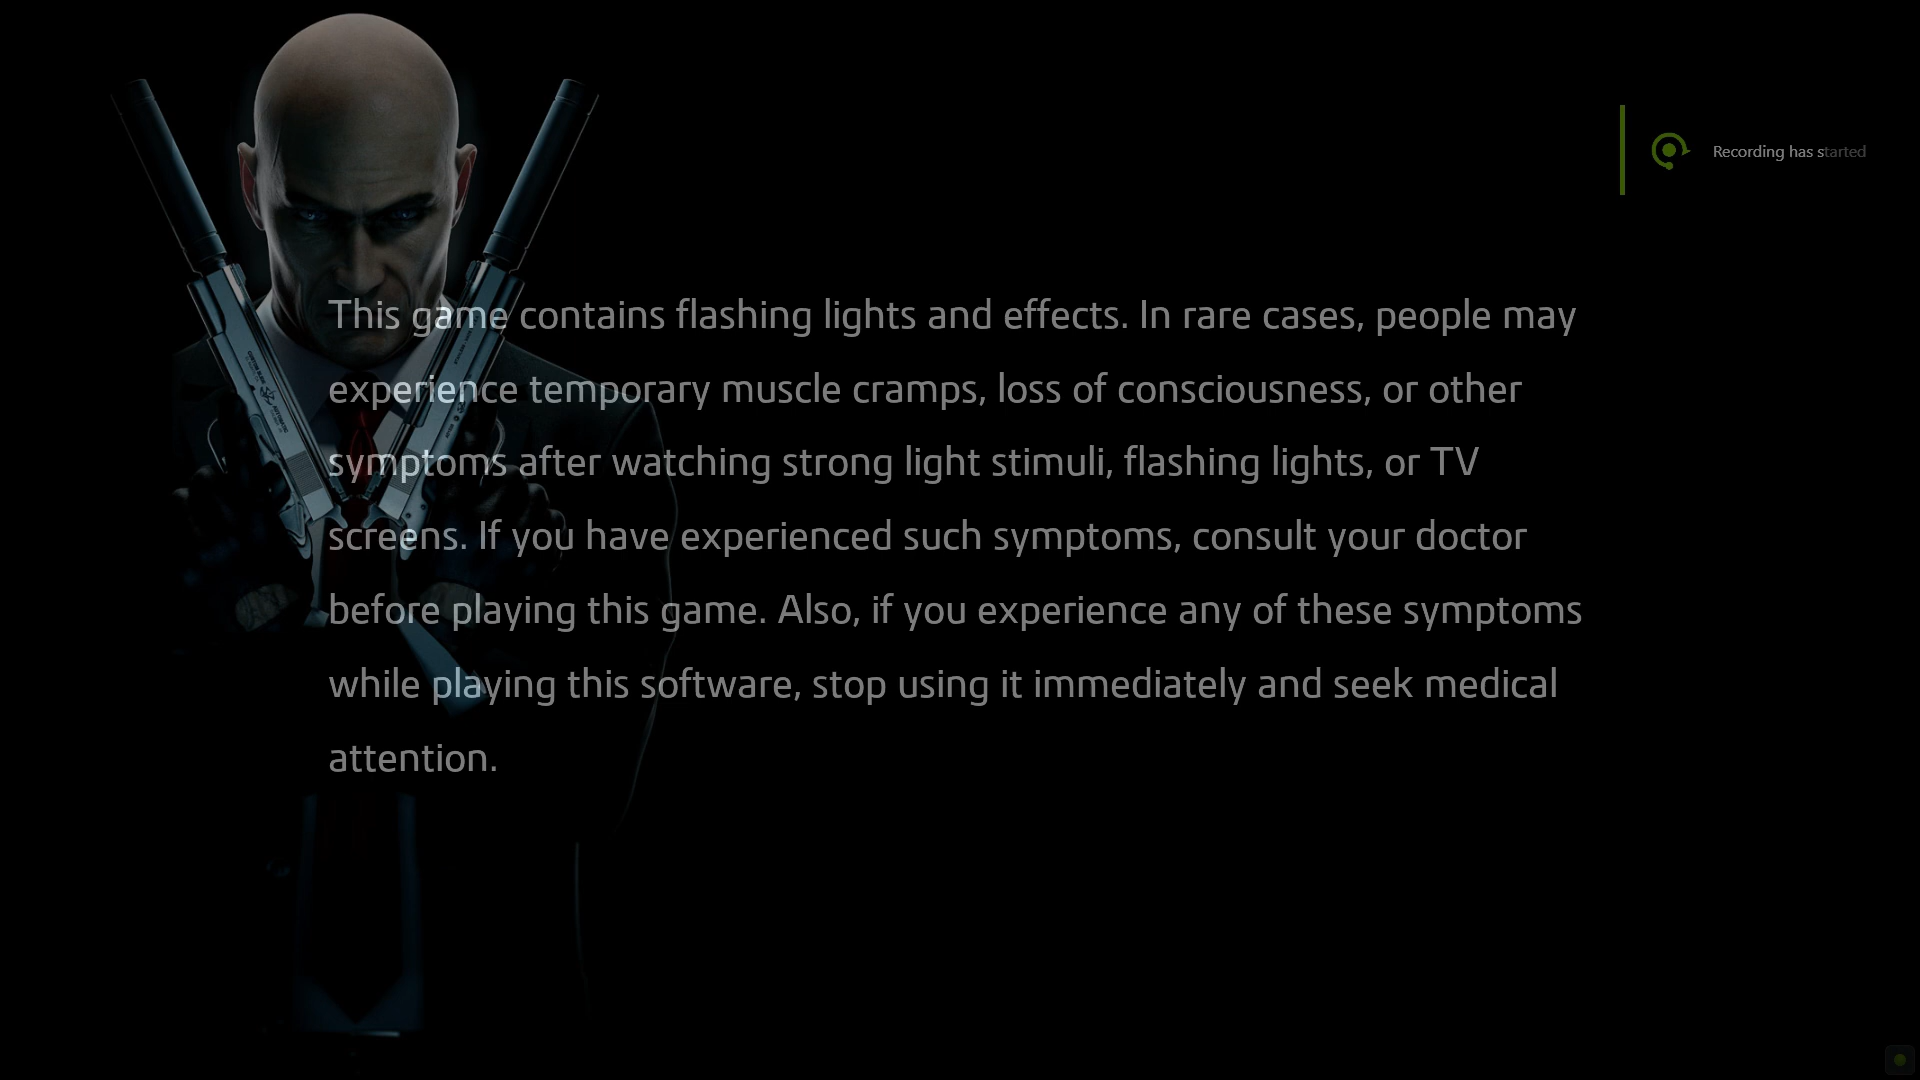 Recording has started
This game contains flashing lights and effects. In rare cases, people may
experience temporary muscle cramps, loss of consciousness, or other
symptoms after watching strong light stimuli, flashing lights, or TV
screens. If you have experienced such symptoms, consult your doctor
before playing this game. Also, if you experience any of these symptoms
while playing this software, stop using it immediately and seek medical
attention.